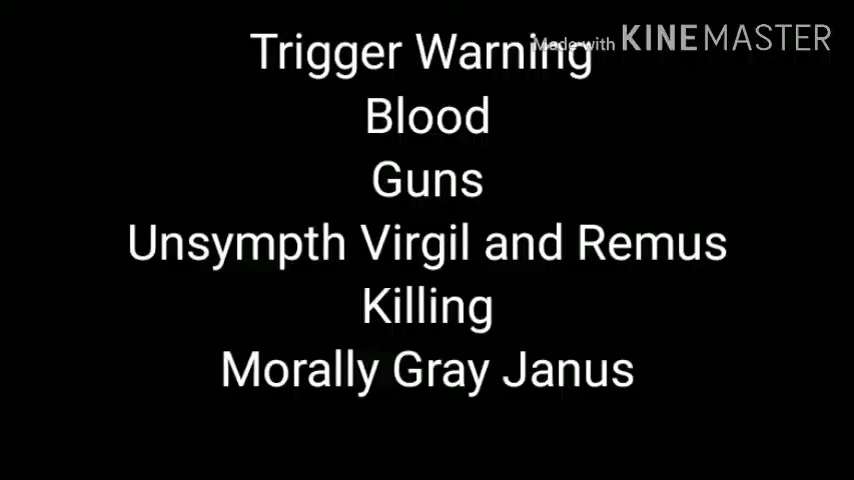 Trigger Warning
Made with KINEMASTER
Blood
Guns
Unsympth Virgil and Remus
Killing
Morally Gray Janus